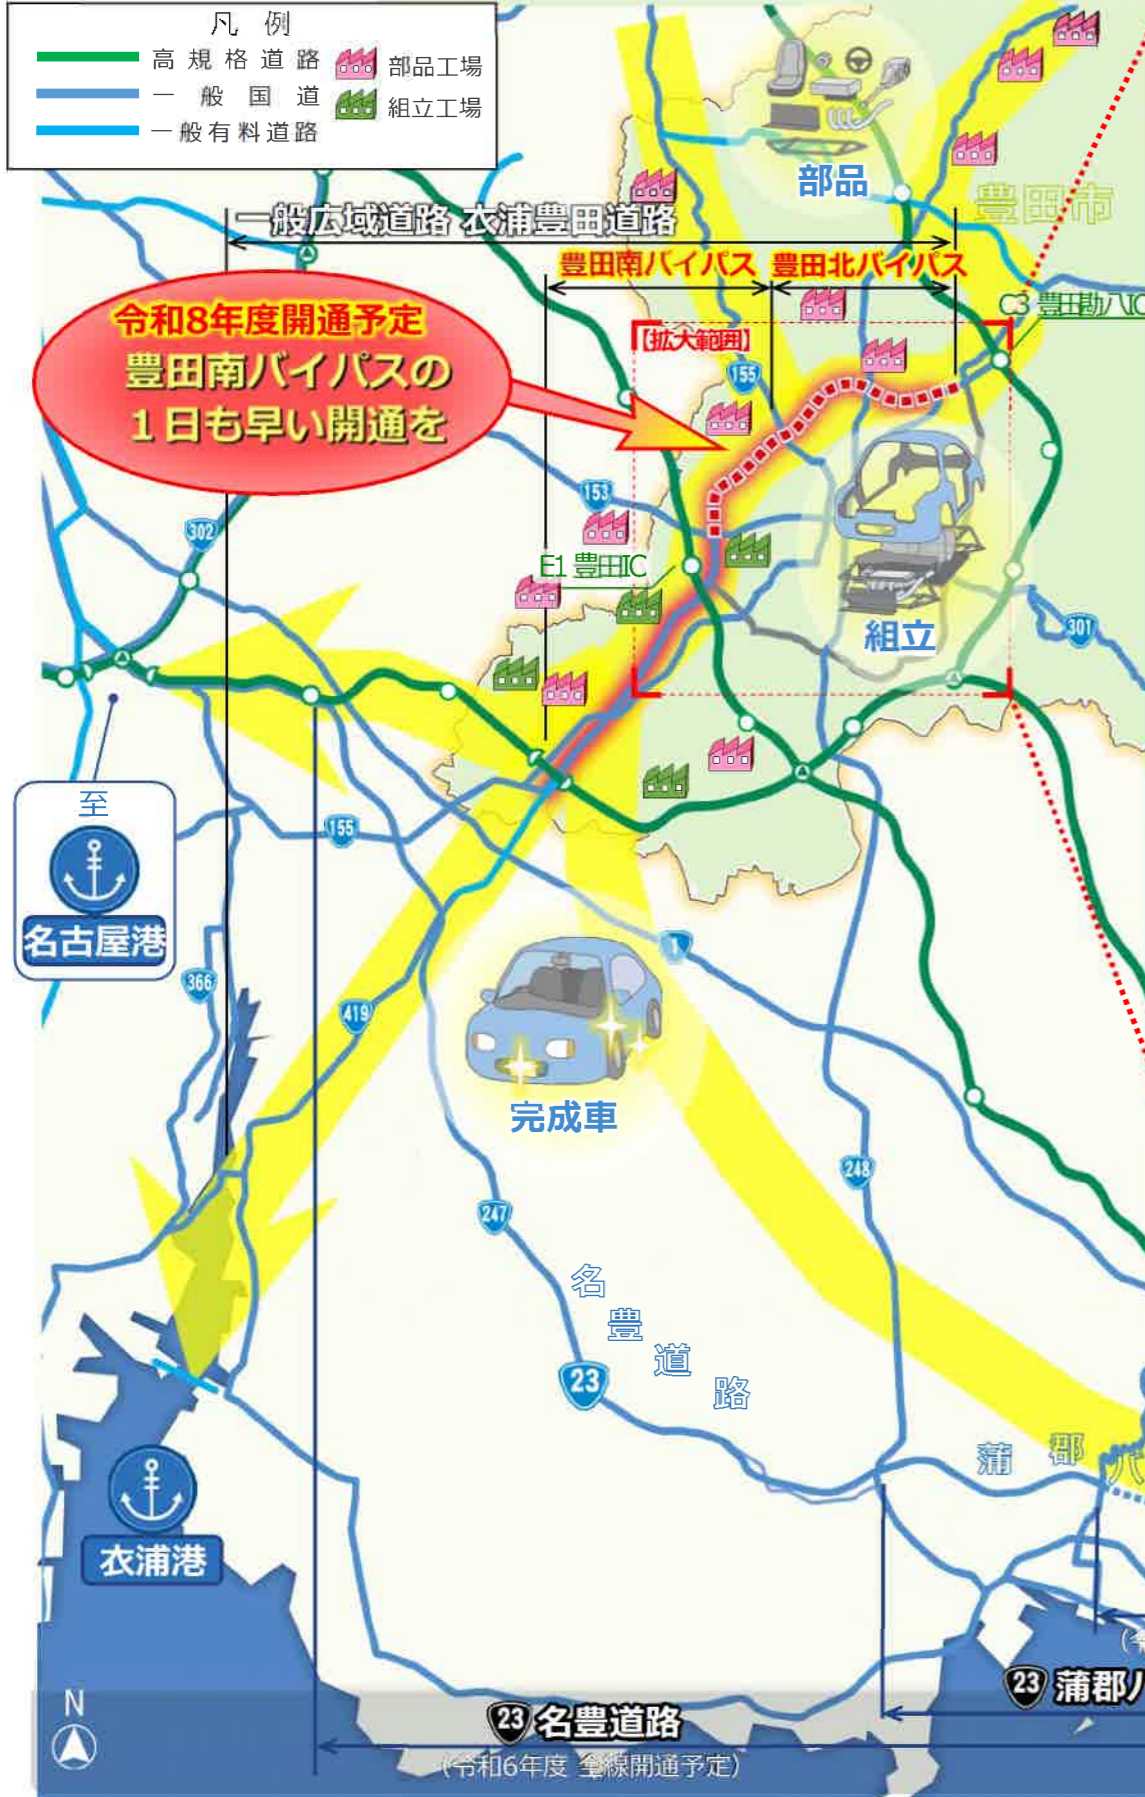 凡 例
高規格道路
一般国道
一般有料道路
部品工場
組立工場
部品
豊田市
一般広域道路 衣浦豊田道路
豊田南バイパス
豊田北バイパス
C3 豊田勘八IC
令和8年度開通予定
豊田南バイパスの
1日も早い開通を
【拡大範囲】
155
153
302
E1 豊田IC
組立
301
至
名古屋港
155
1
366
419
完成車
248
247
名豊道路
23
蒲郡
衣浦港
N
23 名豊道路
(令和6年度 全線開通予定)
23 蒲郡